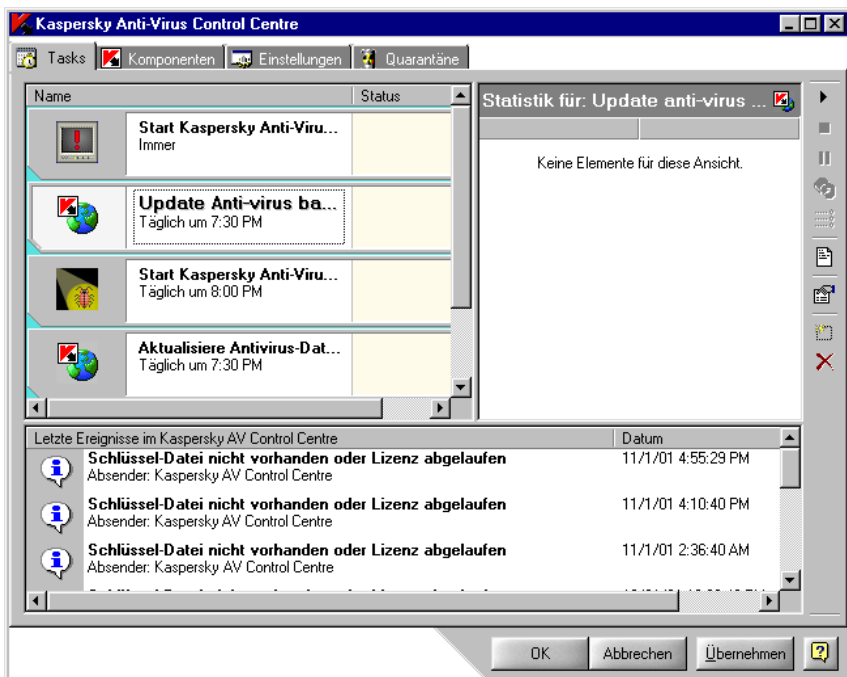 Kaspersky Anti-Virus Control Centre
Tasks
Komponenten
Einstellungen
Quarantäne
Name
Status
Start Kaspersky Anti-Viru...
Immer
Update Anti-virus ba...
Täglich um 7:30 PM
Start Kaspersky Anti-Viru...
Täglich um 8:00 PM
Aktualisiere Antivirus-Dat...
Täglich um 7:30 PM
Statistik für: Update anti-virus ...
Keine Elemente für diese Ansicht.
Letzte Ereignisse im Kaspersky AV Control Centre
Datum
Schlüssel-Datei nicht vorhanden oder Lizenz abgelaufen
11/1/01 4:55:29 PM
Absender: Kaspersky AV Control Centre
Schlüssel-Datei nicht vorhanden oder Lizenz abgelaufen
11/1/01 4:10:40 PM
Absender: Kaspersky AV Control Centre
Schlüssel-Datei nicht vorhanden oder Lizenz abgelaufen
11/1/01 2:36:40 AM
Absender: Kaspersky AV Control Centre
OK
Abbrechen
Übernehmen